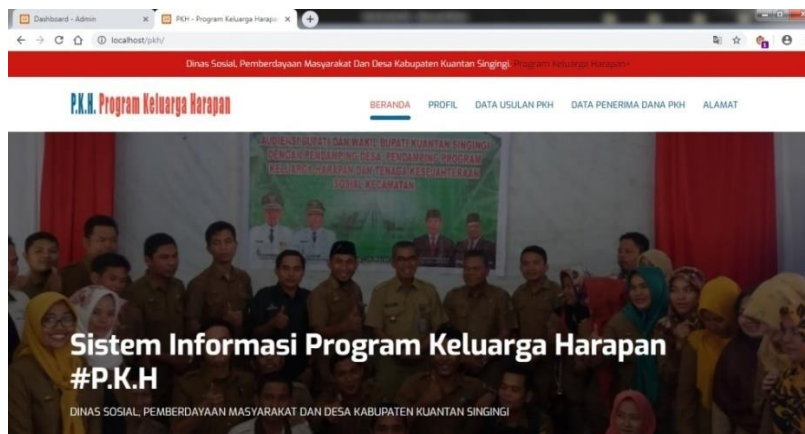 Dashboard - Admin
PKH - Program Keluarga Harapa
localhost/pkh/
Dinas Sosial, Pemberdayaan Masyarakat Dan Desa Kabupaten Kuantan Singingi. Program Keluarga Harapan
P.K.H. Program Keluarga Harapan
BERANDA PROFIL DATA USULAN PKH DATA PENERIMA DANA PKH ALAMAT
AUDIENSI BUPATI DAN WAKIL BUPATI KUANTAN SINGINGI
DENGAN PENDAMPING DESA, PENDAMPING PROGRAM
KELUARGA HARAPAN DAN TENAGA KESEJAHTERAAN
SOSIAL KECAMATAN
Sistem Informasi Program Keluarga Harapan
#P.K.H
DINAS SOSIAL, PEMBERDAYAAN MASYARAKAT DAN DESA KABUPATEN KUANTAN SINGINGI